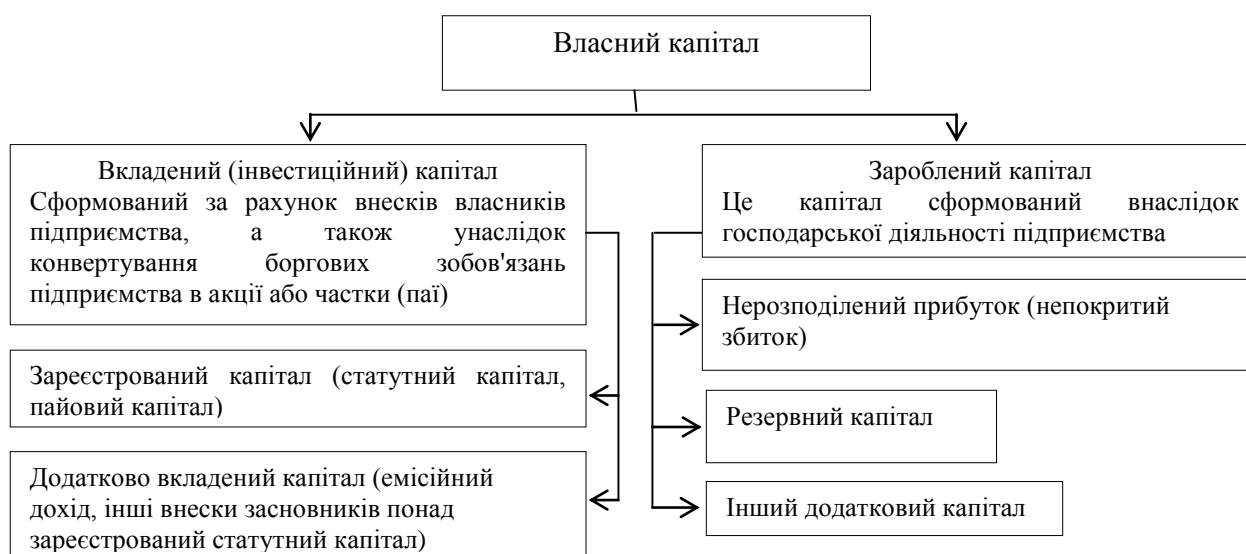 Власний капітал
Вкладений (інвестиційний) капітал
Сформований за рахунок внесків власників
підприємства, а також унаслідок
конвертування боргових зобов'язань
підприємства в акції або частки (паї)
Зареєстрований капітал (статутний капітал,
пайовий капітал)
Додатково вкладений капітал (емісійний
дохід, інші внески засновників понад
зареєстрований статутний капітал)
Зароблений капітал
Це капітал сформований внаслідок
господарської діяльності підприємства
Нерозподілений прибуток (непокритий
збиток)
Резервний капітал
Інший додатковий капітал